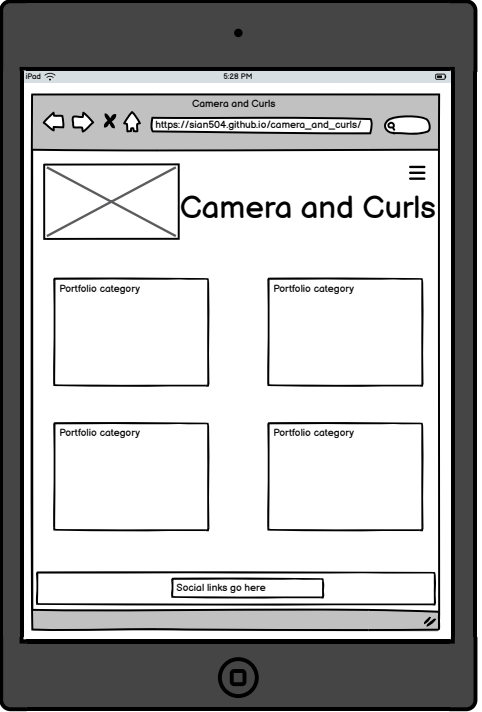 iPad 5:28 PM
Camera and Curls
https://sian504.github.io/camera_and_curls/
Camera and Curls
Portfolio category
Portfolio category
Portfolio category
Portfolio category
Social links go here